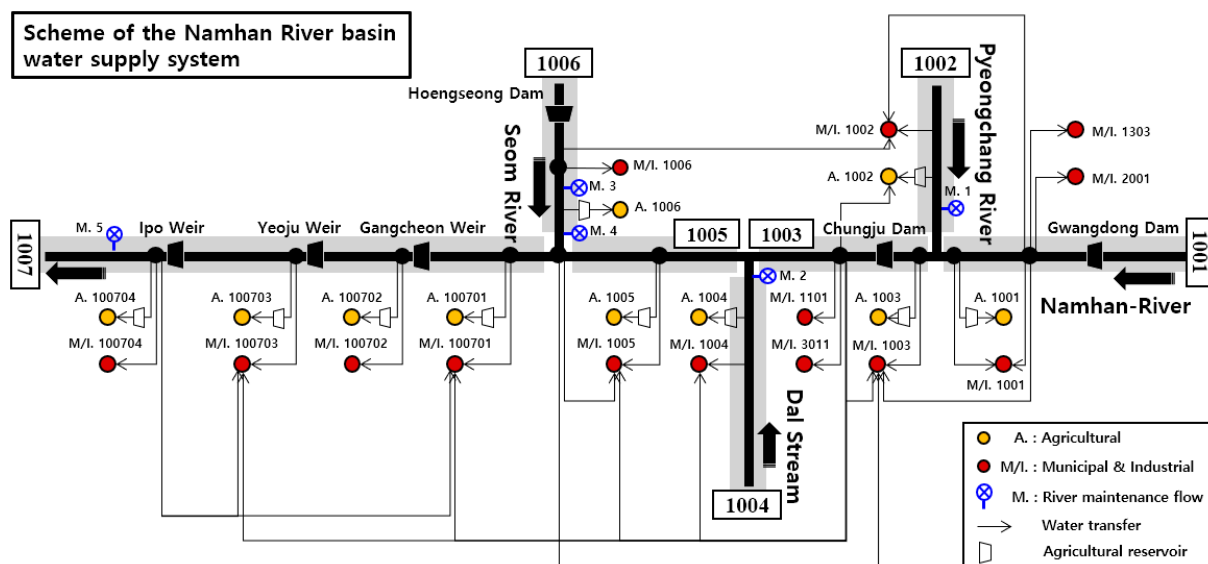 Scheme of the Namhan River basin
water supply system
1006
1002
Hoengseong Dam
Seom River
Pyeongchang River
M/I. 1002
M/I. 1303
M/I. 1006
A. 1002
M/I. 2001
M. 3
M. 1
A. 1006
M. 5
Ipo Weir
Yeoju Weir
Gangcheon Weir
M. 4
1005
1003
Chungju Dam
Gwangdong Dam
1007
1001
M. 2
Namhan-River
A. 100704
A. 100703
A. 100702
A. 100701
A. 1005
A. 1004
M/I. 1101
A. 1003
A. 1001
M/I. 100704
M/I. 100703
M/I. 100702
M/I. 100701
M/I. 1005
M/I. 1004
M/I. 3011
M/I. 1003
M/I. 1001
Dal Stream
1004
A. : Agricultural
M/I. : Municipal & Industrial
M. : River maintenance flow
Water transfer
Agricultural reservoir